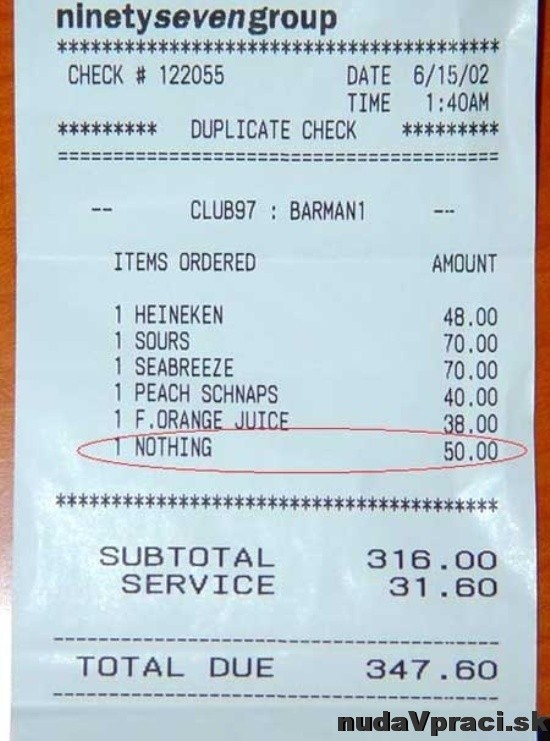 ninetysevengroup
******************************************
CHECK # 122055 DATE 6/15/02
TIME 1:40AM
********* DUPLICATE CHECK *********
==========================================
-- CLUB97 : BARMAN1 --
ITEMS ORDERED AMOUNT
1 HEINEKEN 48.00
1 SOURS 70.00
1 SEABREEZE 70.00
1 PEACH SCHNAPS 40.00
1 F.ORANGE JUICE 38.00
1 NOTHING 50.00
******************************************
SUBTOTAL 316.00
SERVICE 31.60
------------------------------------------
TOTAL DUE 347.60
------------------------------------------
nudaVpraci.sk